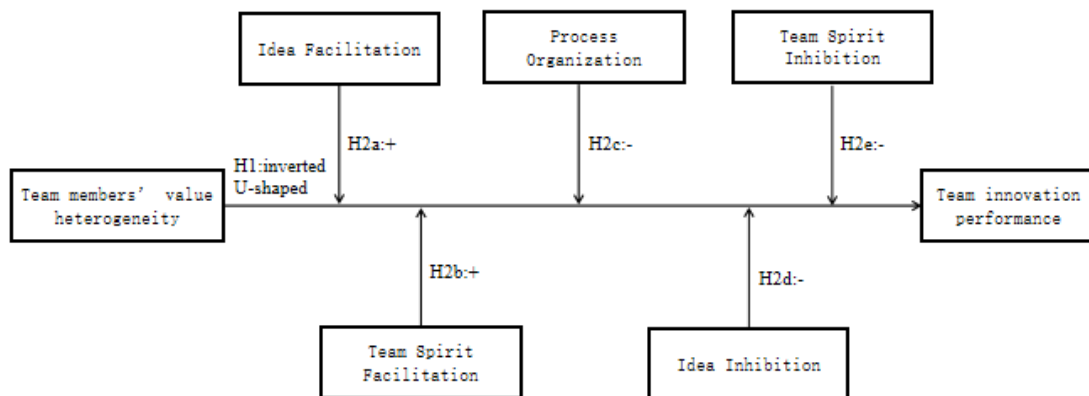 Idea Facilitation
Process
Organization
Team Spirit
Inhibition
H2a:+
H2c:-
H2e:-
H1:inverted
U-shaped
Team members’ value
heterogeneity
Team innovation
performance
H2b:+
H2d:-
Team Spirit
Facilitation
Idea Inhibition